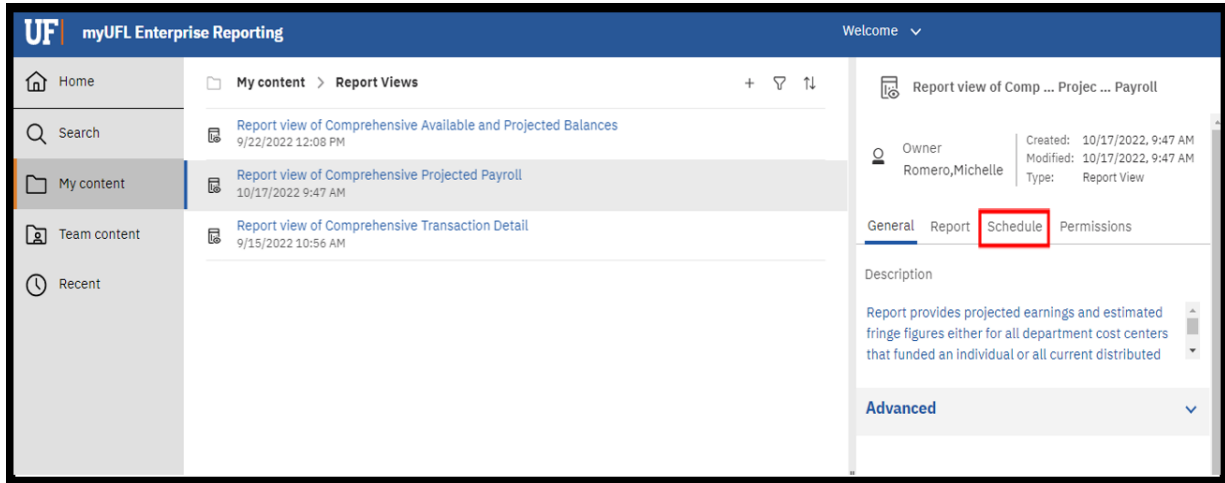 UF myUFL Enterprise Reporting
Welcome
Home
Search
My content
Team content
Recent
My content > Report Views
Report view of Comprehensive Available and Projected Balances
9/22/2022 12:08 PM
Report view of Comprehensive Projected Payroll
10/17/2022 9:47 AM
Report view of Comprehensive Transaction Detail
9/15/2022 10:56 AM
Report view of Comp ... Projec ... Payroll
Owner
Romero,Michelle
Created: 10/17/2022, 9:47 AM
Modified: 10/17/2022, 9:47 AM
Type: Report View
General Report Schedule Permissions
Description
Report provides projected earnings and estimated
fringe figures either for all department cost centers
that funded an individual or all current distributed
Advanced